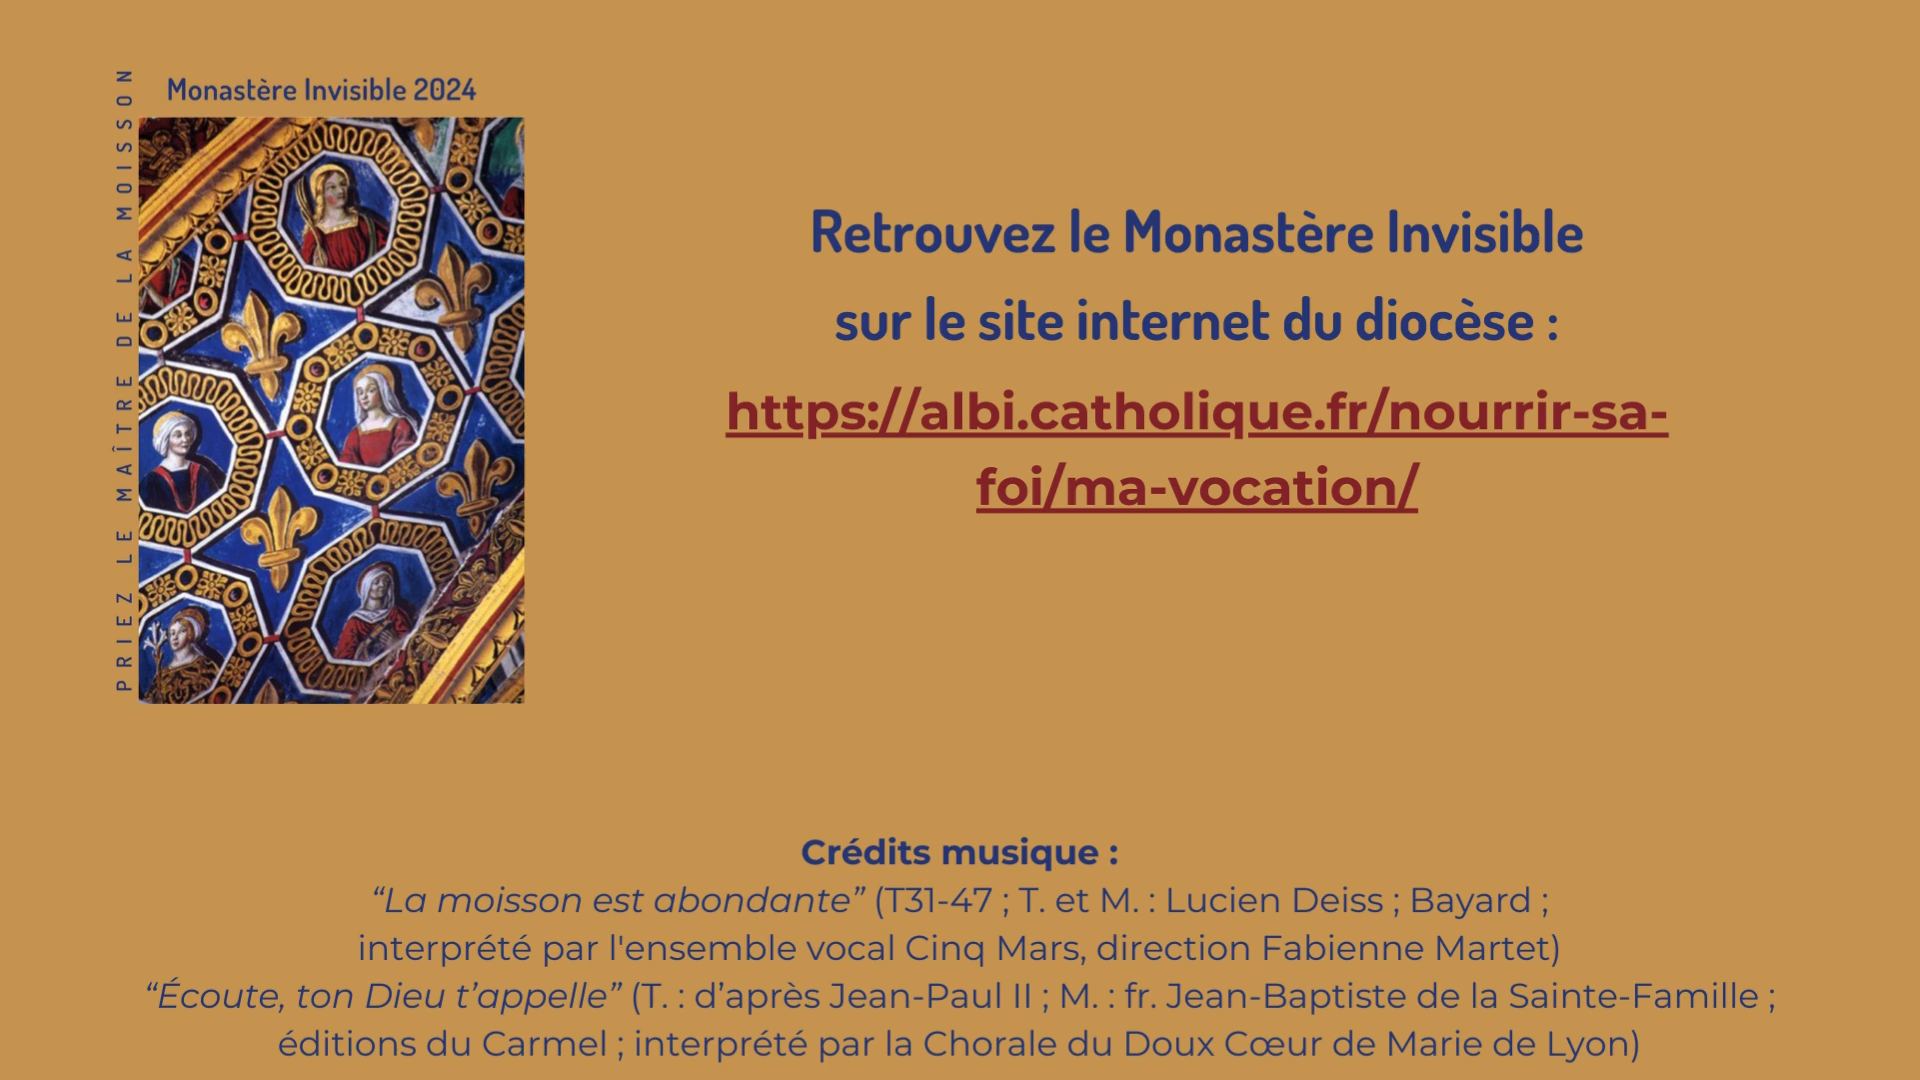 Monastère Invisible 2024
PRIEZ LE MAÎTRE DE LA MOISSON
Retrouvez le Monastère Invisible
sur le site internet du diocèse :
https://albi.catholique.fr/nourrir-sa-
foi/ma-vocation/
Crédits musique :
“La moisson est abondante” (T31-47 ; T. et M. : Lucien Deiss ; Bayard ;
interprété par l'ensemble vocal Cinq Mars, direction Fabienne Martet)
“Écoute, ton Dieu t’appelle” (T. : d’après Jean-Paul II ; M. : fr. Jean-Baptiste de la Sainte-Famille ;
éditions du Carmel ; interprété par la Chorale du Doux Cœur de Marie de Lyon)